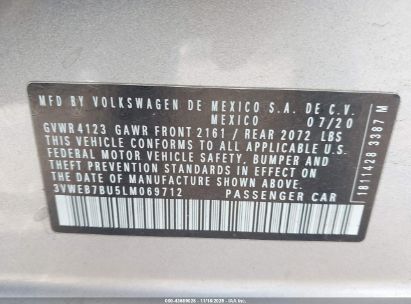 MFD BY VOLKSWAGEN DE MEXICO S.A. DE C.V.
MEXICO 07/20
GVWR 4123 GAWR FRONT 2161 / REAR 2072 LBS
THIS VEHICLE CONFORMS TO ALL APPLICABLE U.S.
FEDERAL MOTOR VEHICLE SAFETY, BUMPER AND
THEFT PREVENTION STANDARDS IN EFFECT ON
THE DATE OF MANUFACTURE SHOWN ABOVE
3VWEB7BU5LM069712 PASSENGER CAR
1811428 3387 M